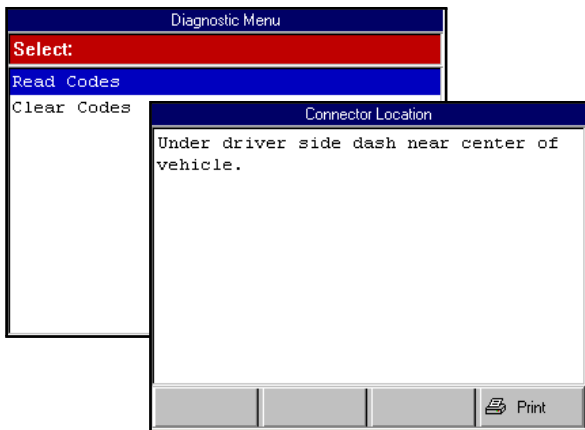 Diagnostic Menu
Select:
Read Codes
Clear Codes
Connector Location
Under driver side dash near center of
vehicle.
Print